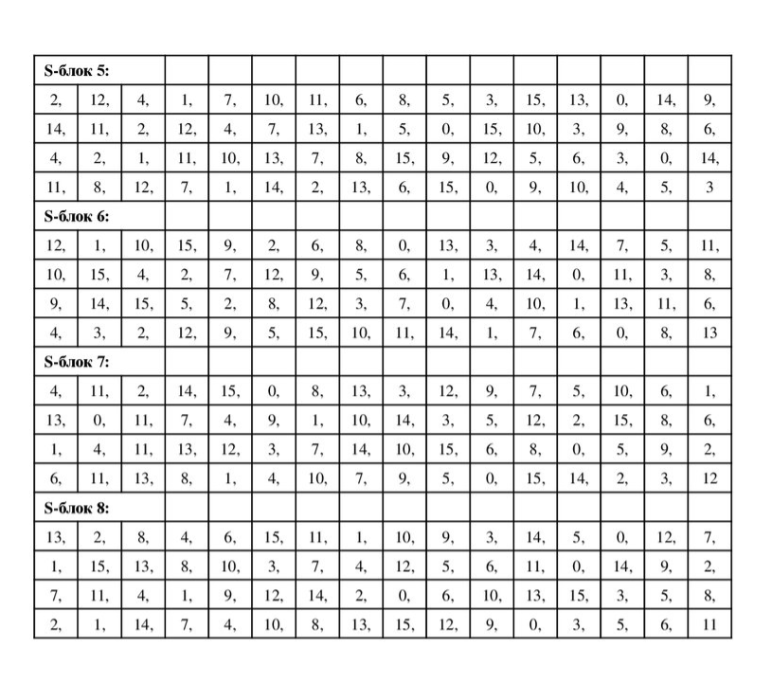 S-блок 5:
2, 12, 4, 1, 7, 10, 11, 6, 8, 5, 3, 15, 13, 0, 14, 9,
14, 11, 2, 12, 4, 7, 13, 1, 5, 0, 15, 10, 3, 9, 8, 6,
4, 2, 1, 11, 10, 13, 7, 8, 15, 9, 12, 5, 6, 3, 0, 14,
11, 8, 12, 7, 1, 14, 2, 13, 6, 15, 0, 9, 10, 4, 5, 3
S-блок 6:
12, 1, 10, 15, 9, 2, 6, 8, 0, 13, 3, 4, 14, 7, 5, 11,
10, 15, 4, 2, 7, 12, 9, 5, 6, 1, 13, 14, 0, 11, 3, 8,
9, 14, 15, 5, 2, 8, 12, 3, 7, 0, 4, 10, 1, 13, 11, 6,
4, 3, 2, 12, 9, 5, 15, 10, 11, 14, 1, 7, 6, 0, 8, 13
S-блок 7:
4, 11, 2, 14, 15, 0, 8, 13, 3, 12, 9, 7, 5, 10, 6, 1,
13, 0, 11, 7, 4, 9, 1, 10, 14, 3, 5, 12, 2, 15, 8, 6,
1, 4, 11, 13, 12, 3, 7, 14, 10, 15, 6, 8, 0, 5, 9, 2,
6, 11, 13, 8, 1, 4, 10, 7, 9, 5, 0, 15, 14, 2, 3, 12
S-блок 8:
13, 2, 8, 4, 6, 15, 11, 1, 10, 9, 3, 14, 5, 0, 12, 7,
1, 15, 13, 8, 10, 3, 7, 4, 12, 5, 6, 11, 0, 14, 9, 2,
7, 11, 4, 1, 9, 12, 14, 2, 0, 6, 10, 13, 15, 3, 5, 8,
2, 1, 14, 7, 4, 10, 8, 13, 15, 12, 9, 0, 3, 5, 6, 11